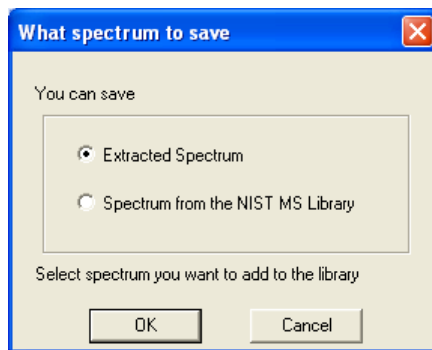 What spectrum to save
You can save
Extracted Spectrum
Spectrum from the NIST MS Library
Select spectrum you want to add to the library
OK
Cancel